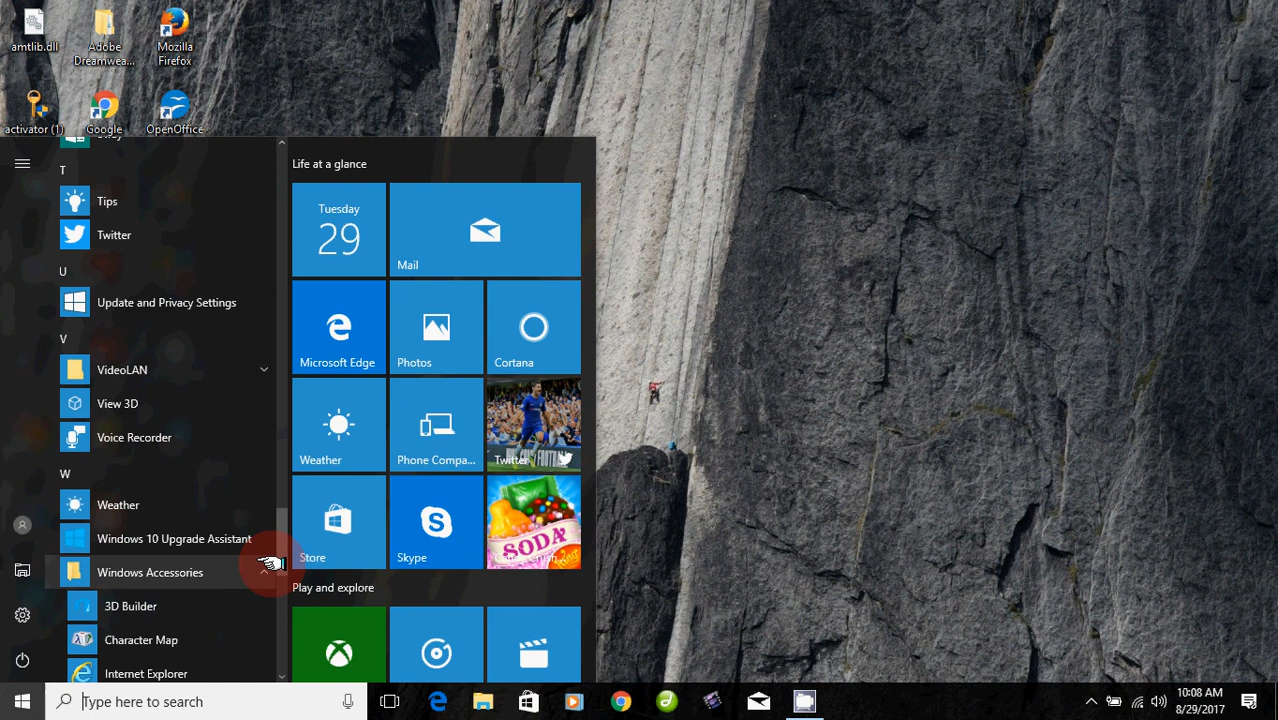 amtlib.dll
Adobe
Dreamwea...
Mozilla
Firefox
activator (1)
Google
OpenOffice
T
Tips
Twitter
U
Update and Privacy Settings
V
VideoLAN
View 3D
Voice Recorder
W
Weather
Windows 10 Upgrade Assistant
Windows Accessories
3D Builder
Character Map
Internet Explorer
Life at a glance
Tuesday
29
Mail
Microsoft Edge
Photos
Cortana
Weather
Phone Compa...
Twitter
Store
Skype
SODA
Play and explore
Type here to search
10:08 AM
8/29/2017